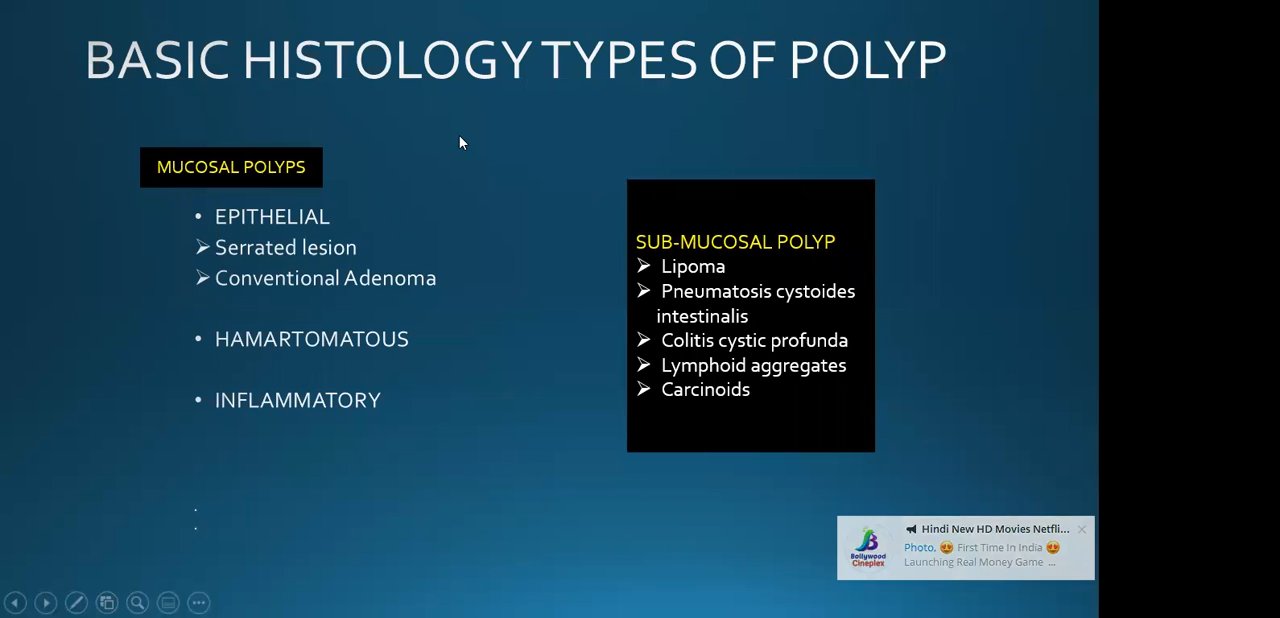 BASIC HISTOLOGY TYPES OF POLYP
MUCOSAL POLYPS
• EPITHELIAL
➢ Serrated lesion
➢ Conventional Adenoma
• HAMARTOMATOUS
• INFLAMMATORY
SUB-MUCOSAL POLYP
➢ Lipoma
➢ Pneumatosis cystoides
intestinalis
➢ Colitis cystic profunda
➢ Lymphoid aggregates
➢ Carcinoids
Hindi New HD Movies Netfli...
Photo, 😍 First Time In India 😍
Launching Real Money Game ...
Bollywood
Cineplex